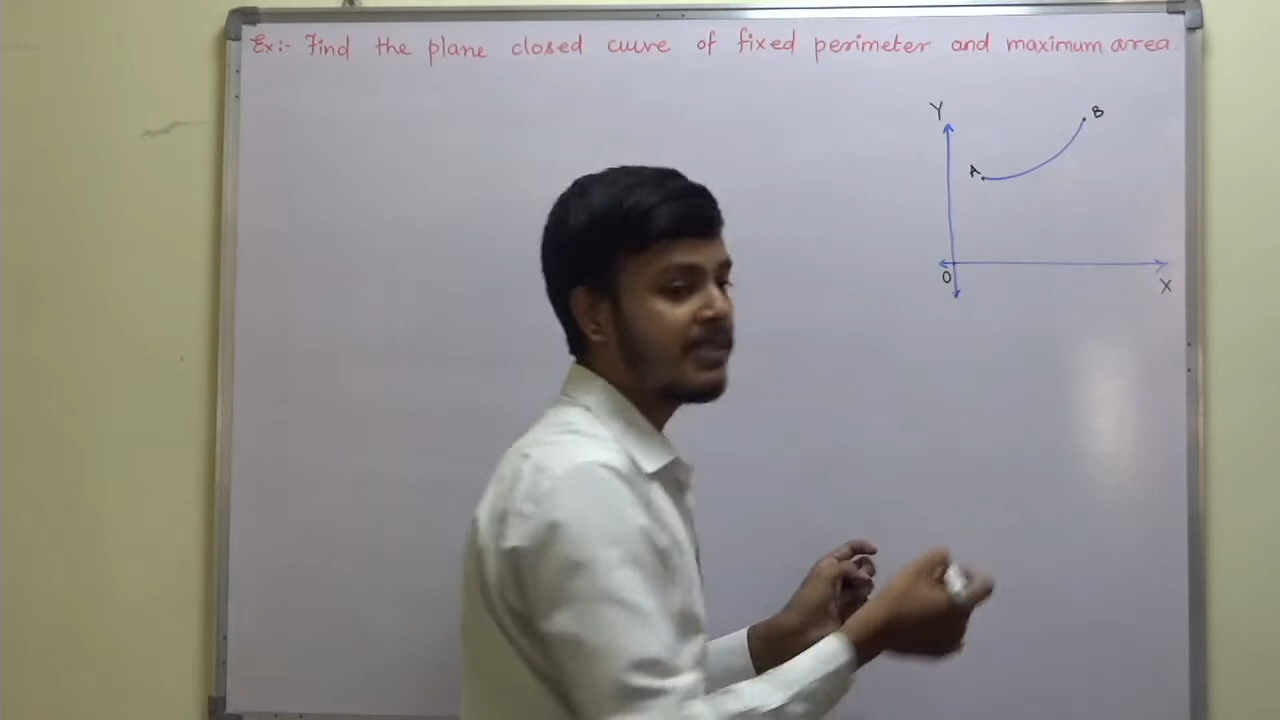 Ex:- Find the plane closed curve of fixed perimeter and maximum area.
Y
B
A
O
X